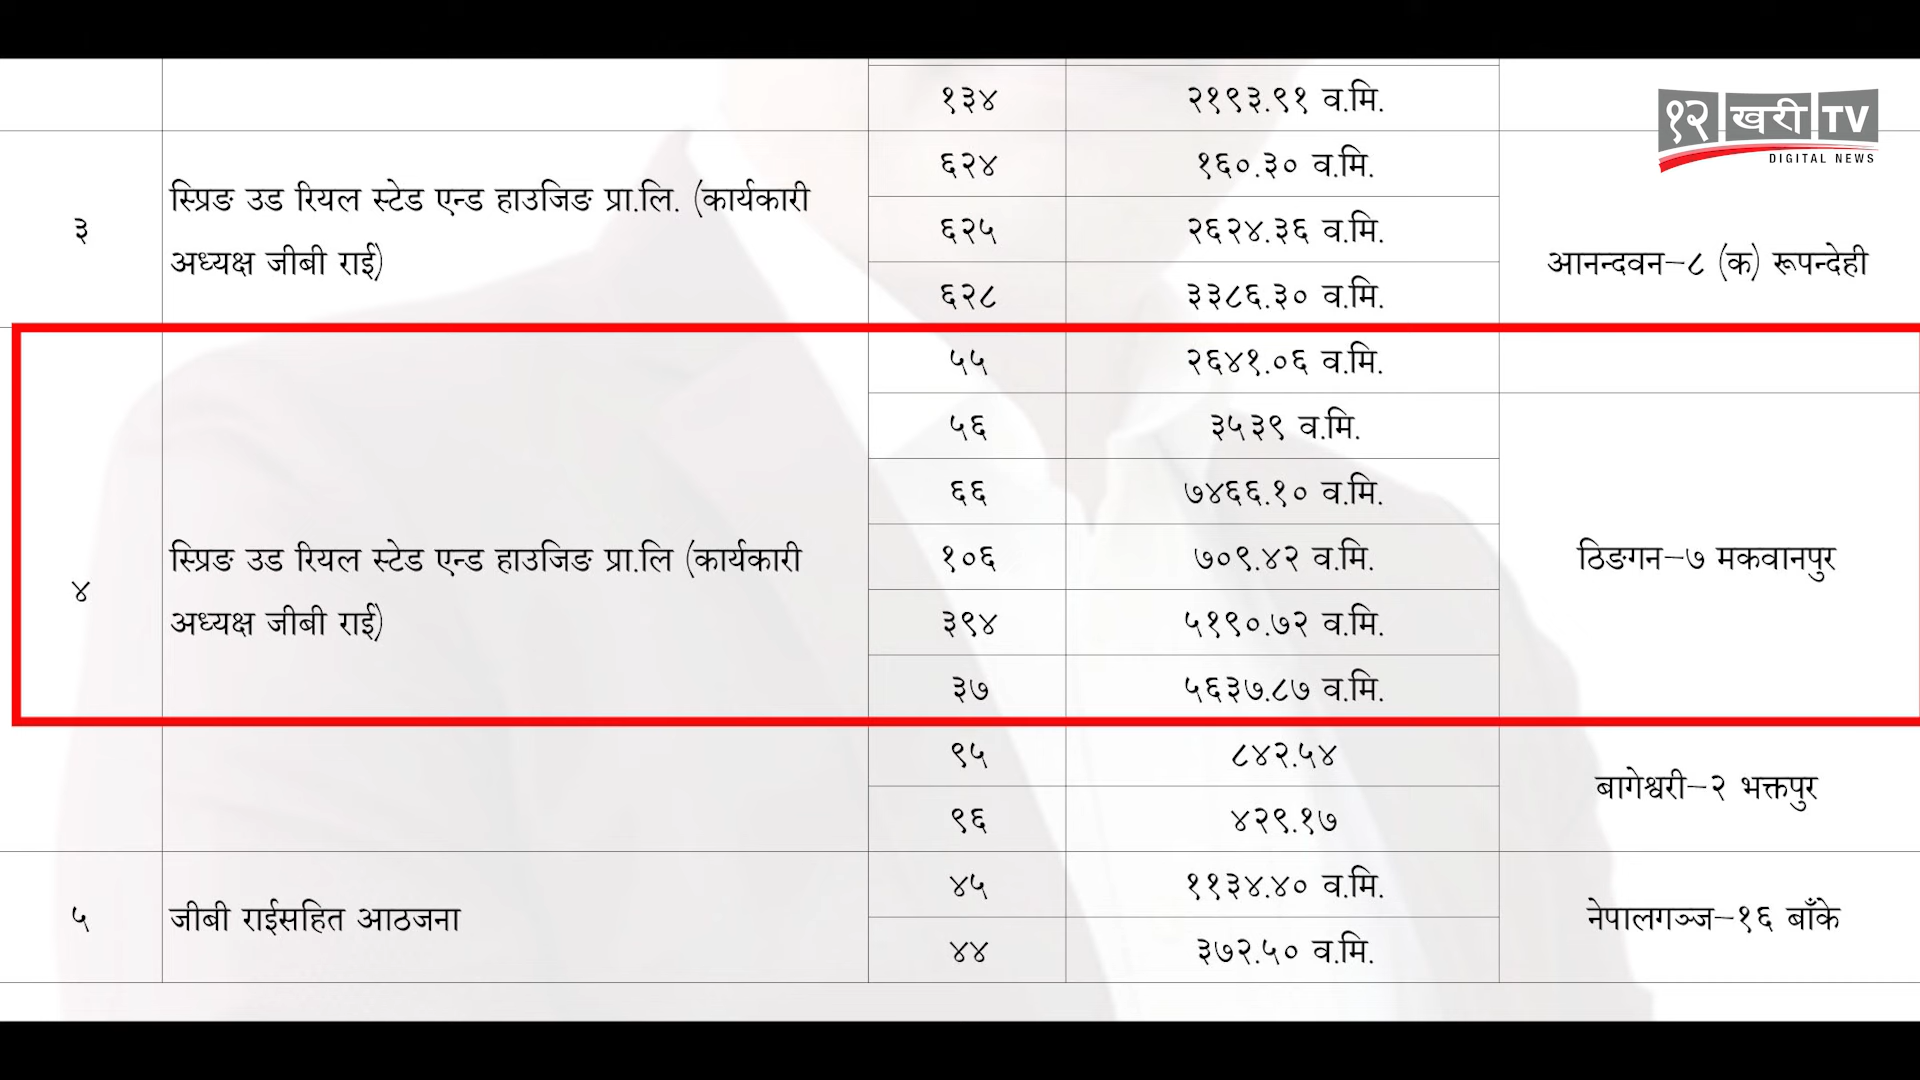 १३४ २१९३.९१ व.मि.
१२ खरी TV
DIGITAL NEWS
३ स्प्रिङ उड रियल स्टेड एन्ड हाउजिङ प्रा.लि. (कार्यकारी
अध्यक्ष जीबी राई)
६२४ १६०.३० व.मि.
६२५ २६२४.३६ व.मि.
६२८ ३३८६.३० व.मि.
आनन्दवन–८ (क) रूपन्देही
४ स्प्रिङ उड रियल स्टेड एन्ड हाउजिङ प्रा.लि (कार्यकारी
अध्यक्ष जीबी राई)
५५ २६४१.०६ व.मि.
५६ ३५३९ व.मि.
६६ ७४६६.१० व.मि.
१०६ ७०९.४२ व.मि.
३९४ ५१९०.७२ व.मि.
३७ ५६३७.८७ व.मि.
ठिङगन–७ मकवानपुर
९५ ८४२.५४
९६ ४२९.१७
बागेश्वरी–२ भक्तपुर
५ जीबी राईसहित आठजना
४५ ११३४.४० व.मि.
४४ ३७२.५० व.मि.
नेपालगञ्ज–१६ बाँके